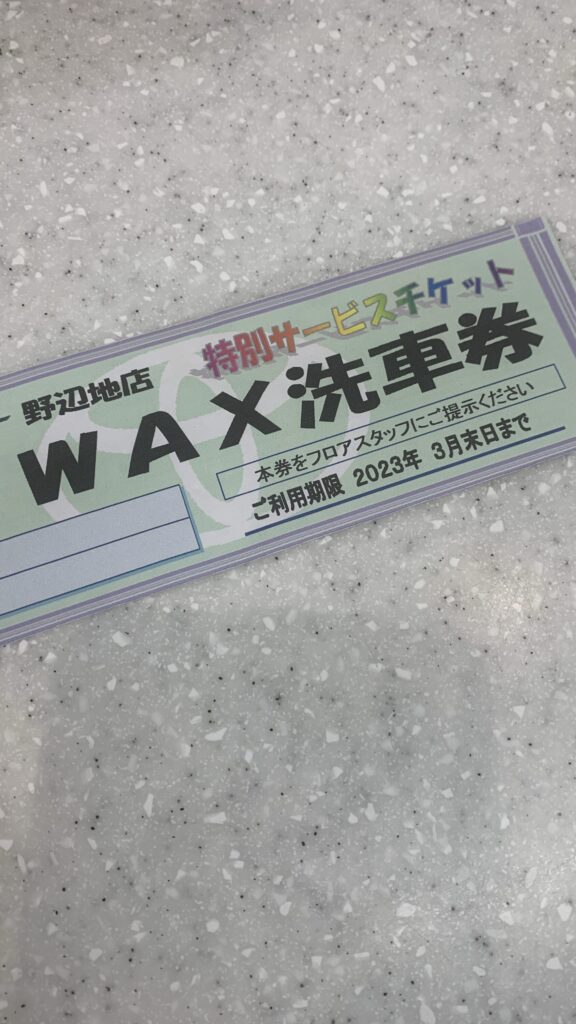 特別サービスチケット
野辺地店
WAX洗車券
本券をフロアスタッフにご提示ください
ご利用期限 2023年 3月末日まで